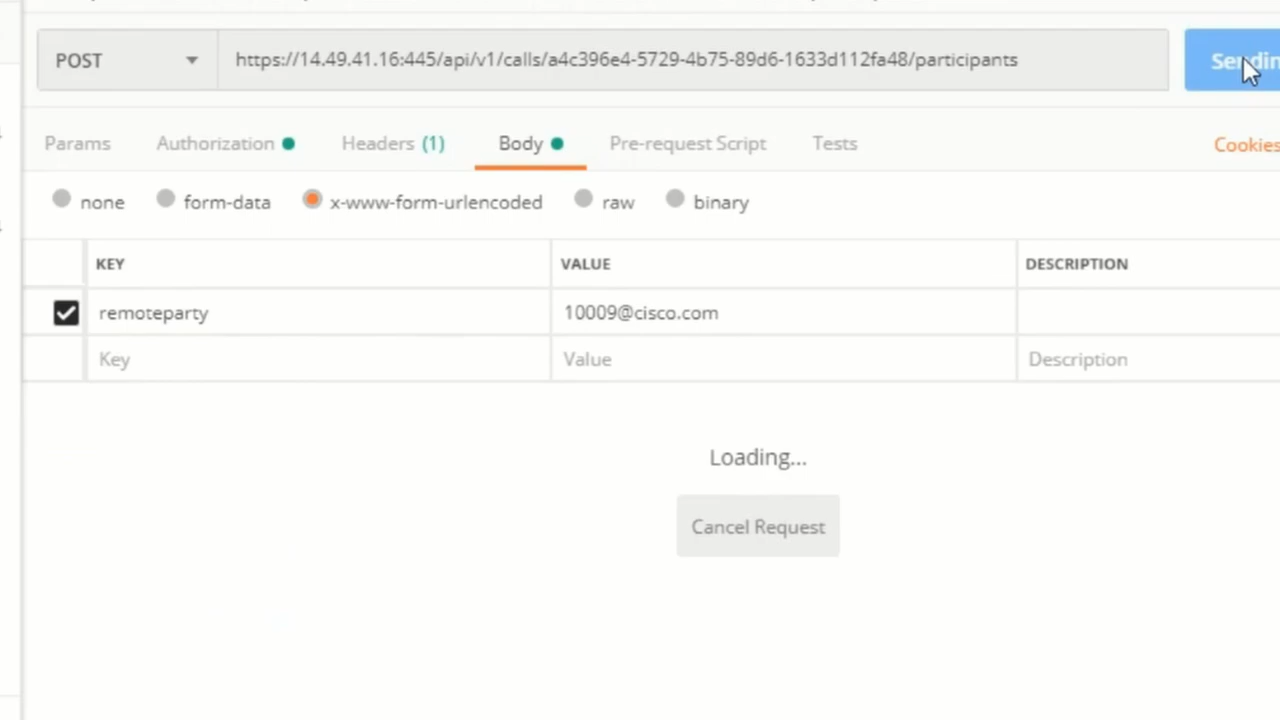 POST https://14.49.41.16:445/api/v1/calls/a4c396e4-5729-4b75-89d6-1633d112fa48/participants
Params Authorization Headers (1) Body Pre-request Script Tests Cookies
none form-data x-www-form-urlencoded raw binary
KEY VALUE DESCRIPTION
remoteparty 10009@cisco.com
Key Value Description
Loading...
Cancel Request